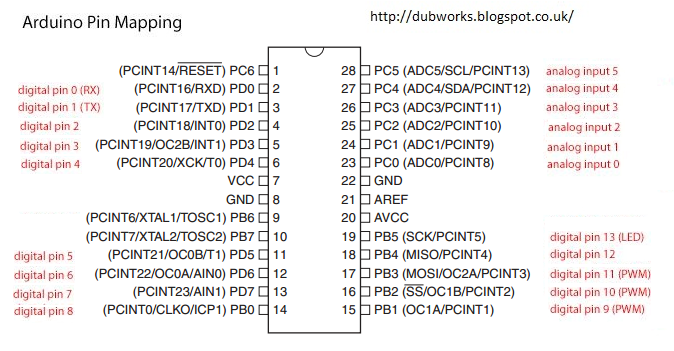 Arduino Pin Mapping
http://dubworks.blogspot.co.uk/
(PCINT14/RESET) PC6 1 28 PC5 (ADC5/SCL/PCINT13) analog input 5
digital pin 0 (RX) (PCINT16/RXD) PD0 2 27 PC4 (ADC4/SDA/PCINT12) analog input 4
digital pin 1 (TX) (PCINT17/TXD) PD1 3 26 PC3 (ADC3/PCINT11) analog input 3
digital pin 2 (PCINT18/INT0) PD2 4 25 PC2 (ADC2/PCINT10) analog input 2
digital pin 3 (PCINT19/OC2B/INT1) PD3 5 24 PC1 (ADC1/PCINT9) analog input 1
digital pin 4 (PCINT20/XCK/T0) PD4 6 23 PC0 (ADC0/PCINT8) analog input 0
VCC 7 22 GND
GND 8 21 AREF
(PCINT6/XTAL1/TOSC1) PB6 9 20 AVCC
(PCINT7/XTAL2/TOSC2) PB7 10 19 PB5 (SCK/PCINT5) digital pin 13 (LED)
digital pin 5 (PCINT21/OC0B/T1) PD5 11 18 PB4 (MISO/PCINT4) digital pin 12
digital pin 6 (PCINT22/OC0A/AIN0) PD6 12 17 PB3 (MOSI/OC2A/PCINT3) digital pin 11 (PWM)
digital pin 7 (PCINT23/AIN1) PD7 13 16 PB2 (SS/OC1B/PCINT2) digital pin 10 (PWM)
digital pin 8 (PCINT0/CLKO/ICP1) PB0 14 15 PB1 (OC1A/PCINT1) digital pin 9 (PWM)